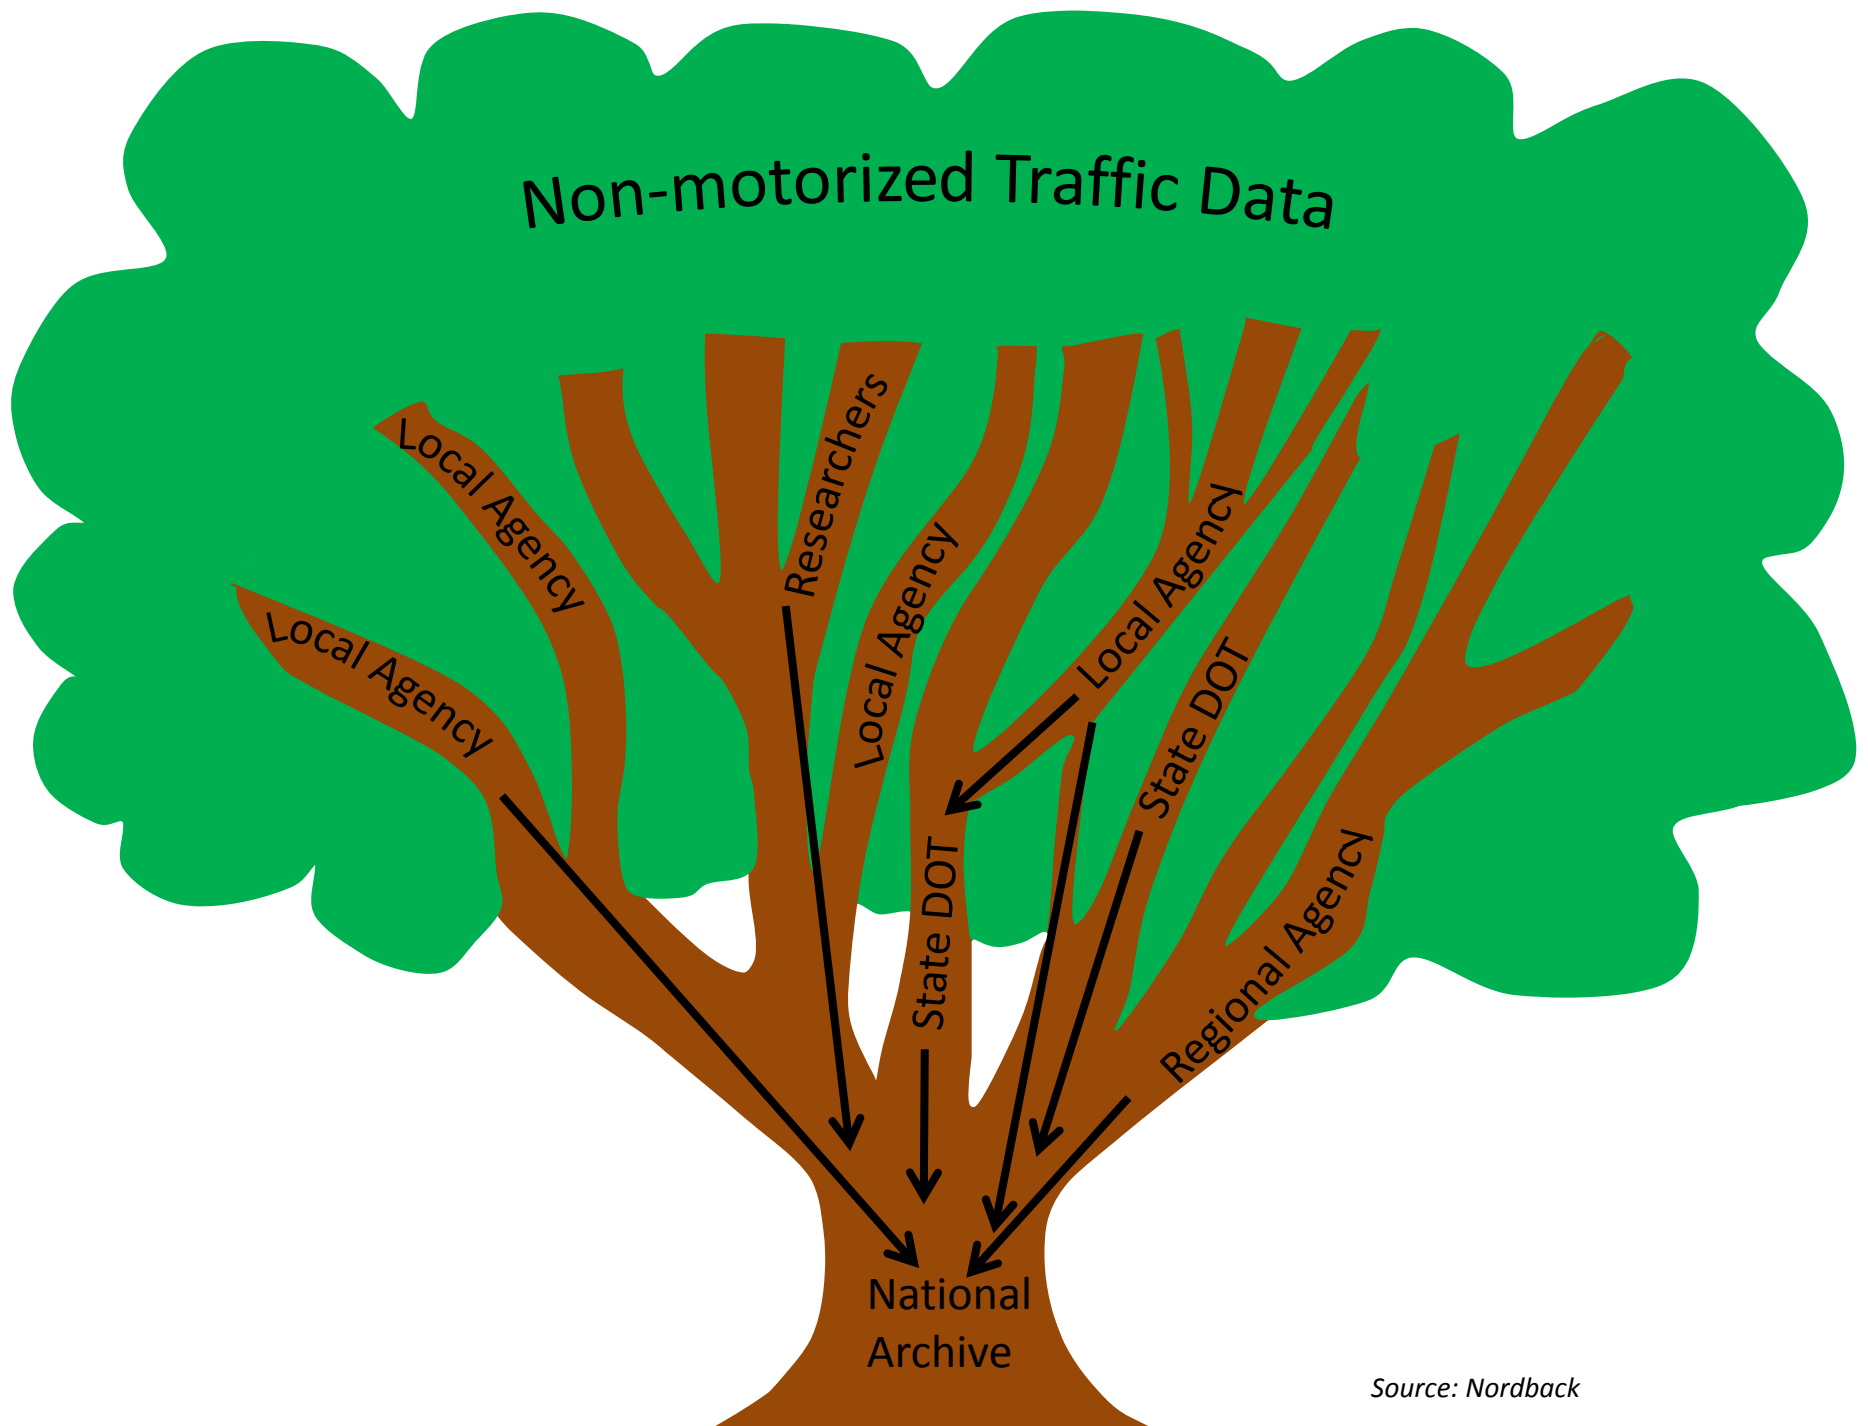 Non-motorized Traffic Data
Local Agency
Local Agency
Researchers
Local Agency
State DOT
Local Agency
State DOT
Regional Agency
National
Archive
Source: Nordback